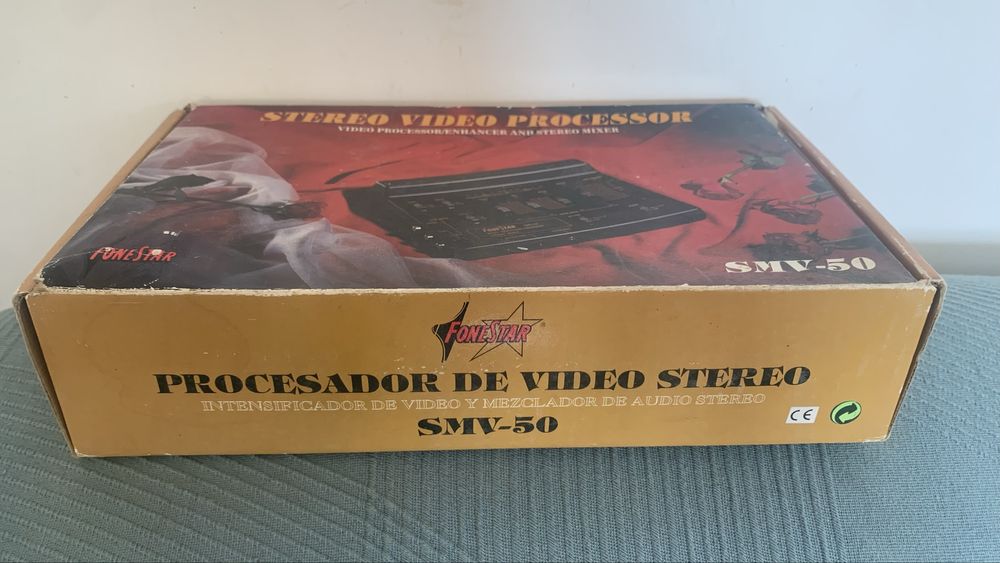 STEREO VIDEO PROCESSOR
VIDEO PROCESSOR/ENHANCER AND STEREO MIXER
FONESTAR
FONESTAR
SMV-50
FONESTAR®
PROCESADOR DE VIDEO STEREO
INTENSIFICADOR DE VIDEO Y MEZCLADOR DE AUDIO STEREO
SMV-50
CE